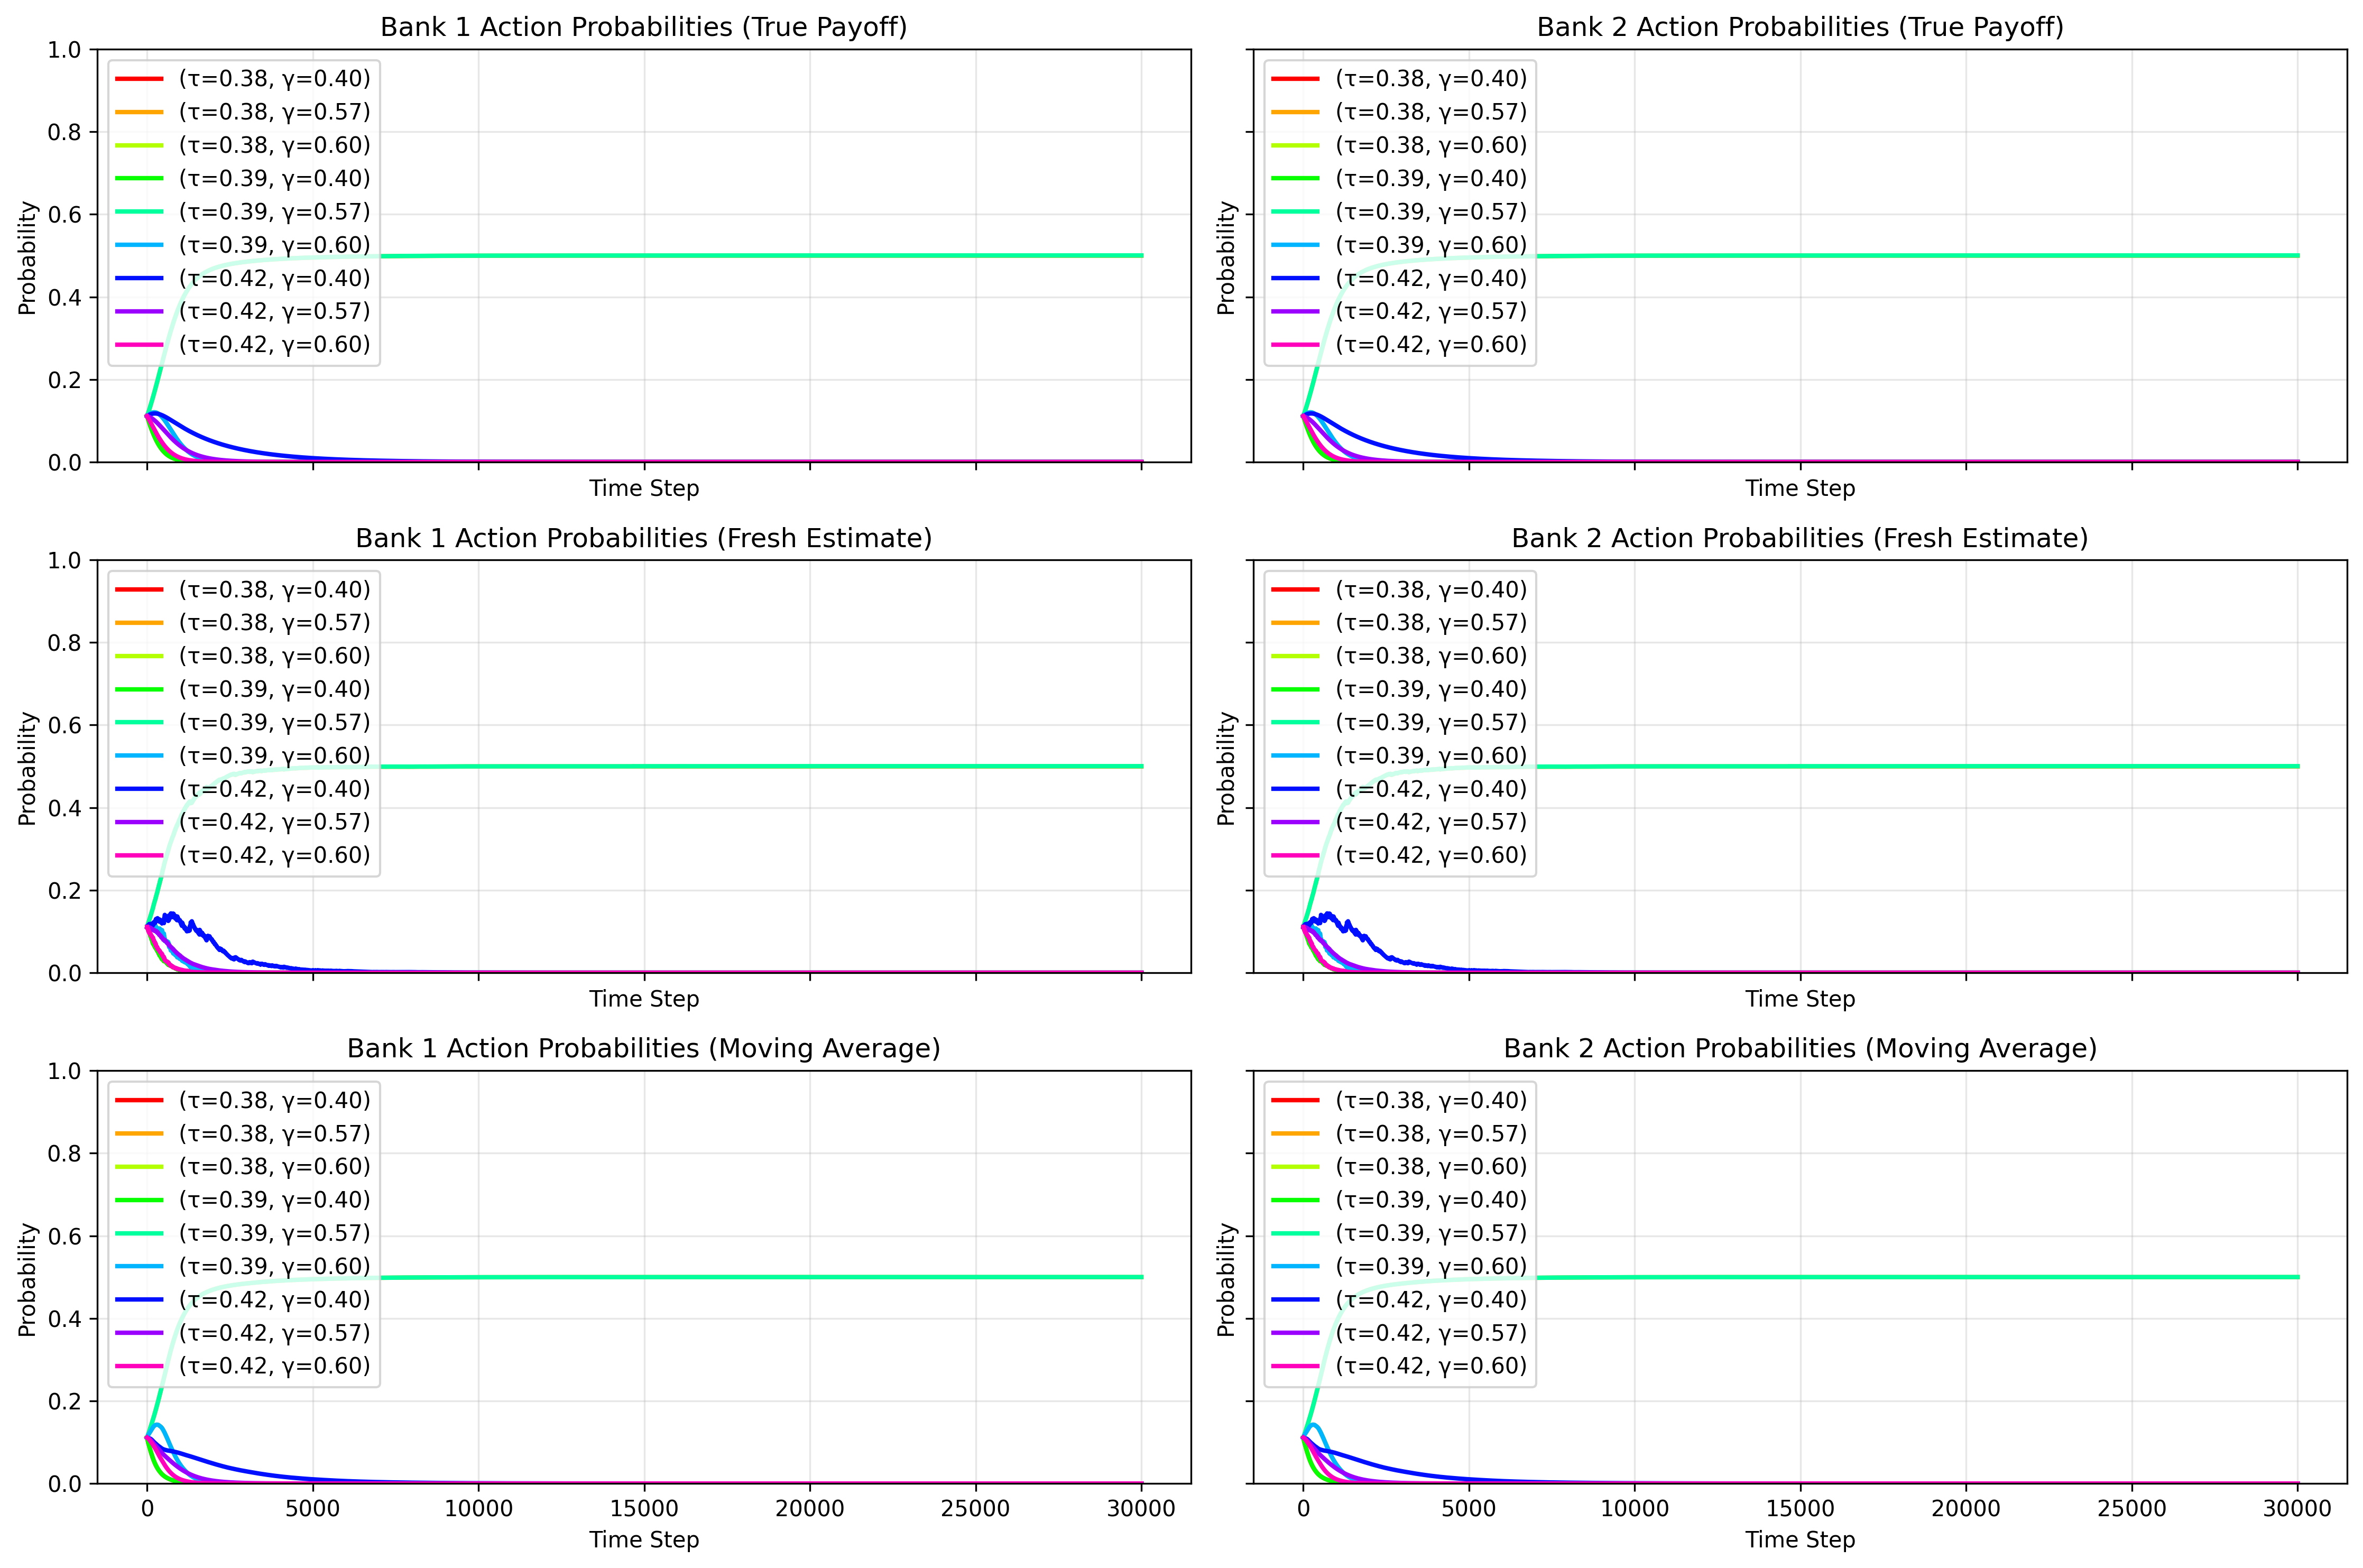 Bank 1 Action Probabilities (True Payoff)
1.0
0.8
0.6
0.4
0.2
0.0
Probability
(τ=0.38, γ=0.40)
(τ=0.38, γ=0.57)
(τ=0.38, γ=0.60)
(τ=0.39, γ=0.40)
(τ=0.39, γ=0.57)
(τ=0.39, γ=0.60)
(τ=0.42, γ=0.40)
(τ=0.42, γ=0.57)
(τ=0.42, γ=0.60)
Time Step
Bank 2 Action Probabilities (True Payoff)
Probability
(τ=0.38, γ=0.40)
(τ=0.38, γ=0.57)
(τ=0.38, γ=0.60)
(τ=0.39, γ=0.40)
(τ=0.39, γ=0.57)
(τ=0.39, γ=0.60)
(τ=0.42, γ=0.40)
(τ=0.42, γ=0.57)
(τ=0.42, γ=0.60)
Time Step
Bank 1 Action Probabilities (Fresh Estimate)
1.0
0.8
0.6
0.4
0.2
0.0
Probability
(τ=0.38, γ=0.40)
(τ=0.38, γ=0.57)
(τ=0.38, γ=0.60)
(τ=0.39, γ=0.40)
(τ=0.39, γ=0.57)
(τ=0.39, γ=0.60)
(τ=0.42, γ=0.40)
(τ=0.42, γ=0.57)
(τ=0.42, γ=0.60)
Time Step
Bank 2 Action Probabilities (Fresh Estimate)
Probability
(τ=0.38, γ=0.40)
(τ=0.38, γ=0.57)
(τ=0.38, γ=0.60)
(τ=0.39, γ=0.40)
(τ=0.39, γ=0.57)
(τ=0.39, γ=0.60)
(τ=0.42, γ=0.40)
(τ=0.42, γ=0.57)
(τ=0.42, γ=0.60)
Time Step
Bank 1 Action Probabilities (Moving Average)
1.0
0.8
0.6
0.4
0.2
0.0
Probability
(τ=0.38, γ=0.40)
(τ=0.38, γ=0.57)
(τ=0.38, γ=0.60)
(τ=0.39, γ=0.40)
(τ=0.39, γ=0.57)
(τ=0.39, γ=0.60)
(τ=0.42, γ=0.40)
(τ=0.42, γ=0.57)
(τ=0.42, γ=0.60)
0 5000 10000 15000 20000 25000 30000
Time Step
Bank 2 Action Probabilities (Moving Average)
Probability
(τ=0.38, γ=0.40)
(τ=0.38, γ=0.57)
(τ=0.38, γ=0.60)
(τ=0.39, γ=0.40)
(τ=0.39, γ=0.57)
(τ=0.39, γ=0.60)
(τ=0.42, γ=0.40)
(τ=0.42, γ=0.57)
(τ=0.42, γ=0.60)
0 5000 10000 15000 20000 25000 30000
Time Step